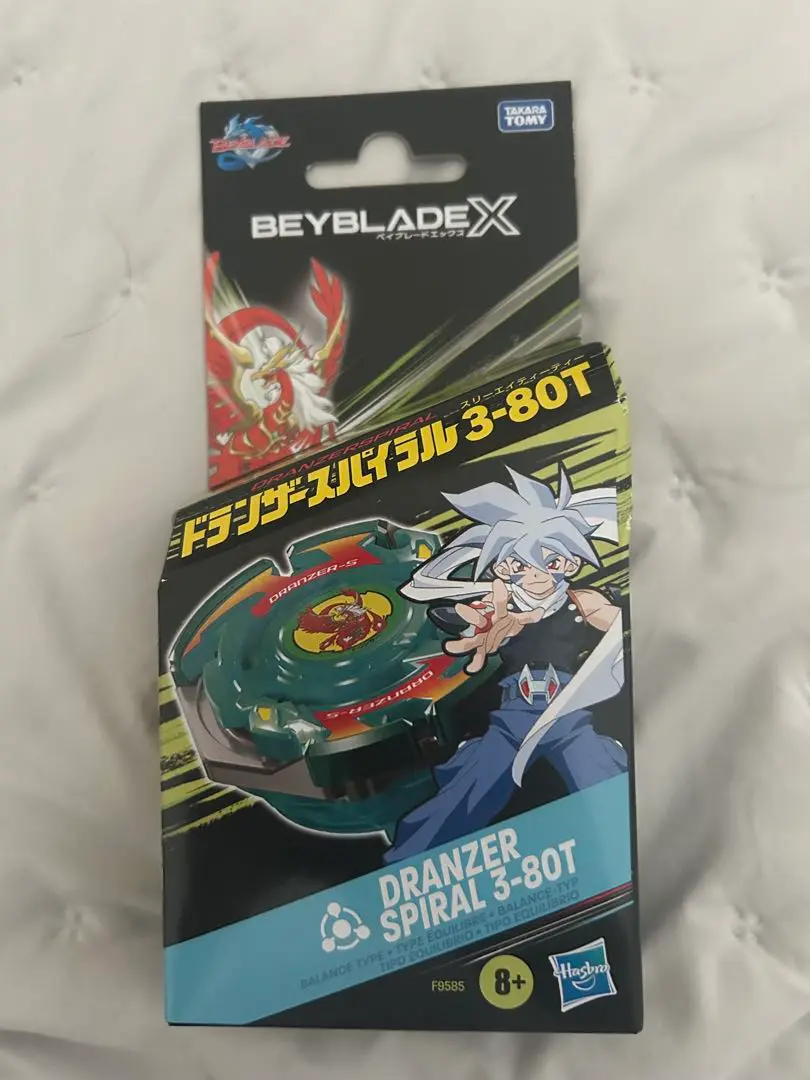 TAKARA
TOMY
BEYBLADE
BEYBLADE X
ベイブレードエックス
スリーエイティーティー
DRANZERSPIRAL
ドランザースパイラル 3-80T
DRANZER-S
DRANZER-S
DRANZER
SPIRAL 3-80T
BALANCE TYPE • TYPE ÉQUILIBRE • BALANCE-TYP
TIPO EQUILIBRIO • TIPO EQUILÍBRIO
F9585
8+
Hasbro